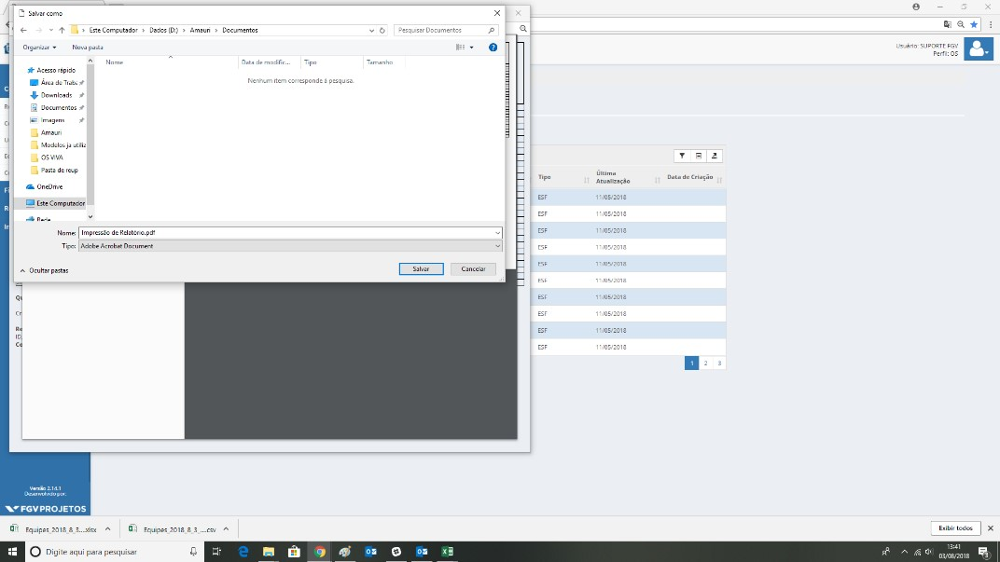 Salvar como
Este Computador > Dados (D:) > Amauri > Documentos
Pesquisar Documentos
Organizar
Nova pasta
Nome
Data de modific...
Tipo
Tamanho
Nenhum item corresponde à pesquisa.
Acesso rápido
Área de Traba
Downloads
Documentos
Imagens
Amauri
Modelos ja utiliz
OS VIVA
Pasta de reup
OneDrive
Este Computador
Rede
Nome: Impressão de Relatório.pdf
Tipo: Adobe Acrobat Document
Ocultar pastas
Salvar
Cancelar
Usuário: SUPORTE FGV
Perfil: OS
Tipo
Última
Atualização
Data de Criação
ESF 11/05/2018
ESF 11/05/2018
ESF 11/05/2018
ESF 11/05/2018
ESF 11/05/2018
ESF 11/05/2018
ESF 11/05/2018
ESF 11/05/2018
ESF 11/05/2018
ESF 11/05/2018
1 2 3
Versão 2.14.1
Desenvolvido por:
FGV PROJETOS
Equipes_2018_8_3....xlsx
Equipes_2018_8_3_....csv
Exibir todos
Digite aqui para pesquisar
13:41
03/08/2018